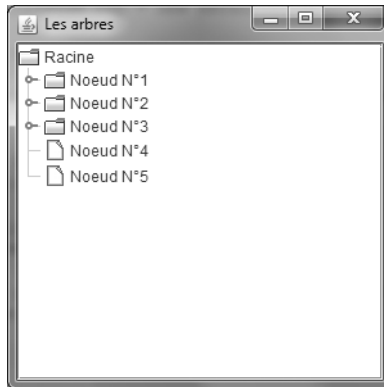 Les arbres
Racine
Noeud N°1
Noeud N°2
Noeud N°3
Noeud N°4
Noeud N°5